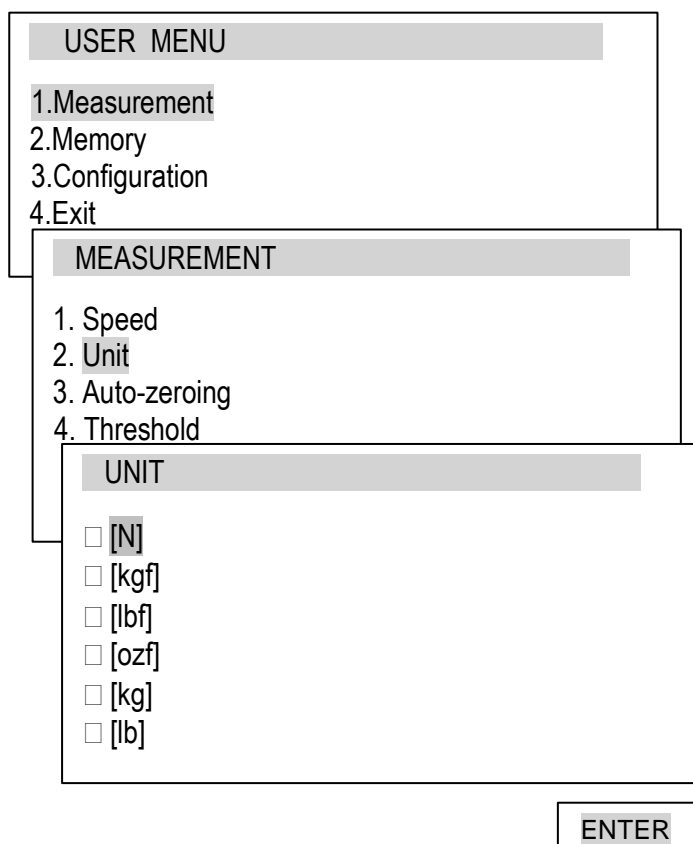 USER MENU
1.Measurement
2.Memory
3.Configuration
4.Exit
MEASUREMENT
1. Speed
2. Unit
3. Auto-zeroing
4. Threshold
UNIT
[N]
[kgf]
[lbf]
[ozf]
[kg]
[lb]
ENTER